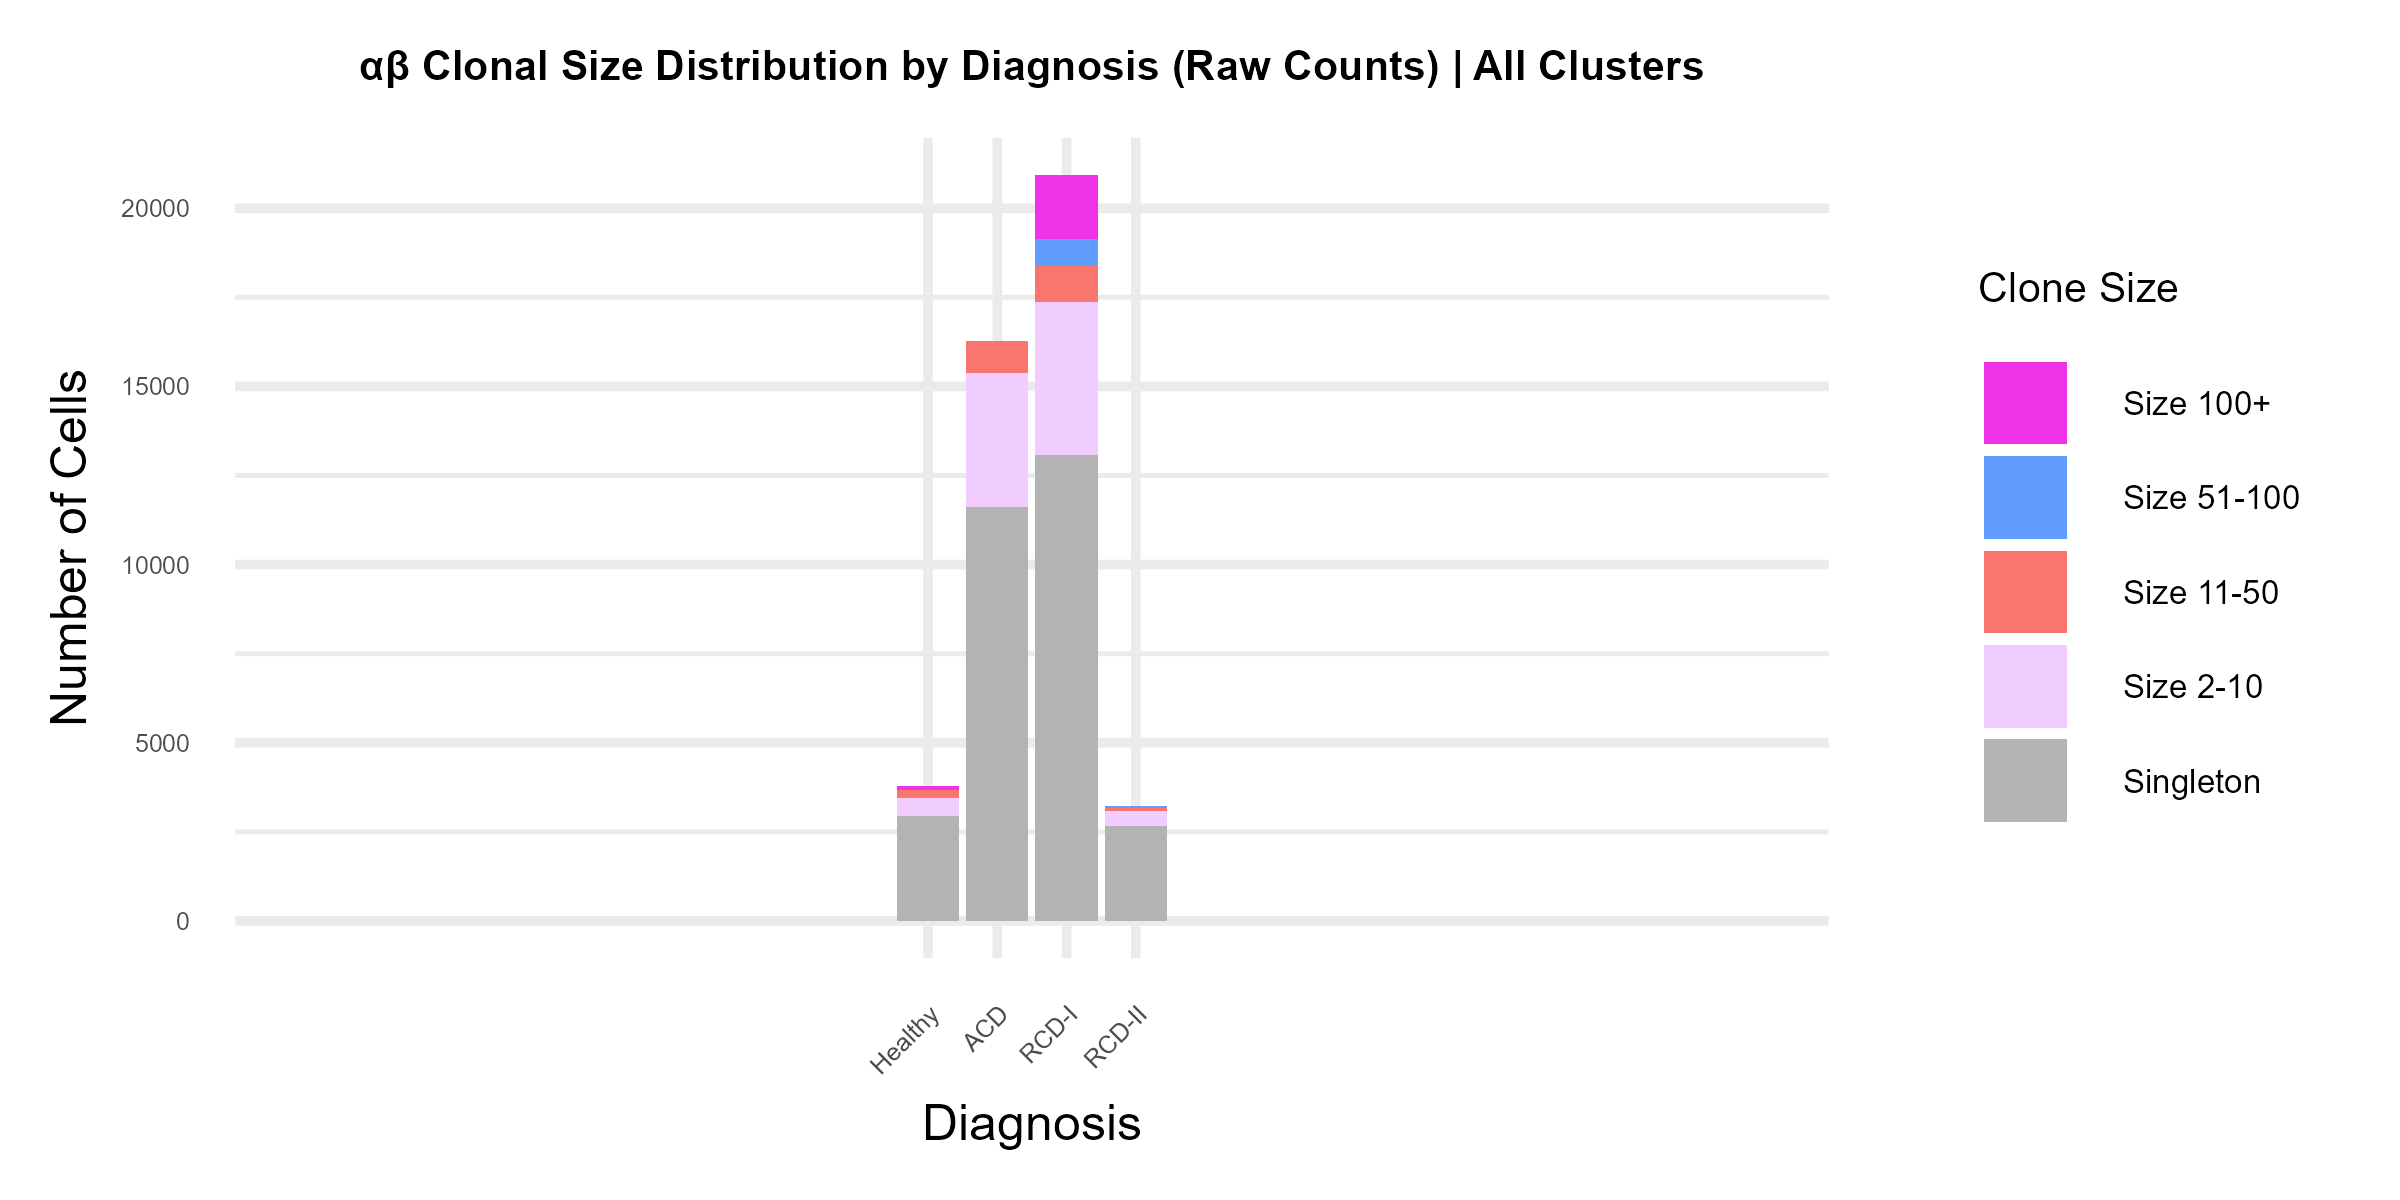 αβ Clonal Size Distribution by Diagnosis (Raw Counts) | All Clusters
Number of Cells
20000
15000
10000
5000
0
Healthy
ACD
RCD-I
RCD-II
Diagnosis
Clone Size
Size 100+
Size 51-100
Size 11-50
Size 2-10
Singleton